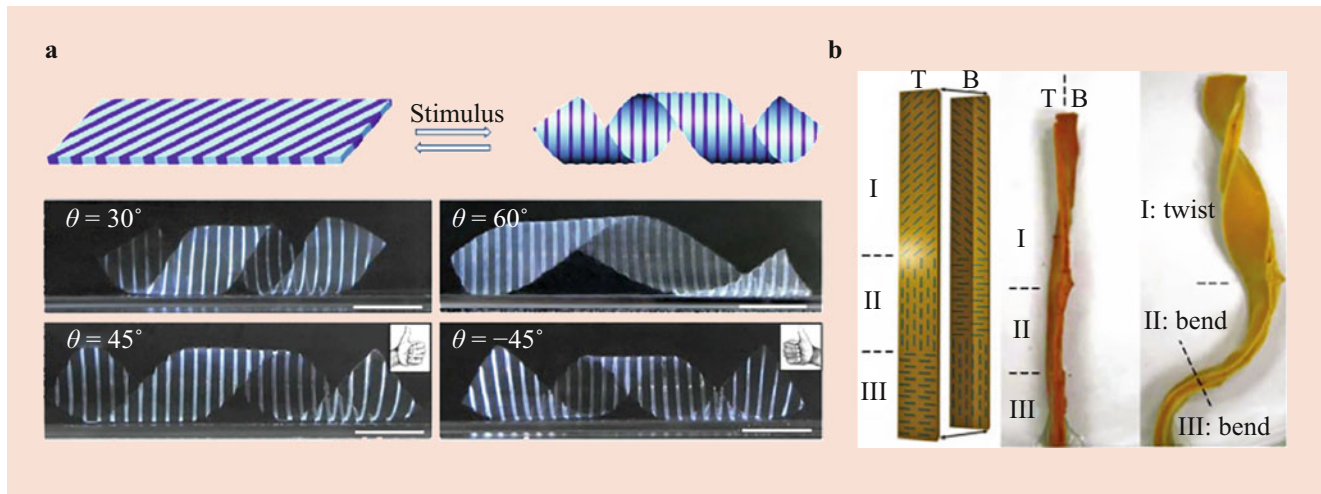 a
Stimulus
θ = 30˚
θ = 60˚
θ = 45˚
θ = –45˚
b
T B
I
II
III
T B
I
II
III
I: twist
II: bend
III: bend